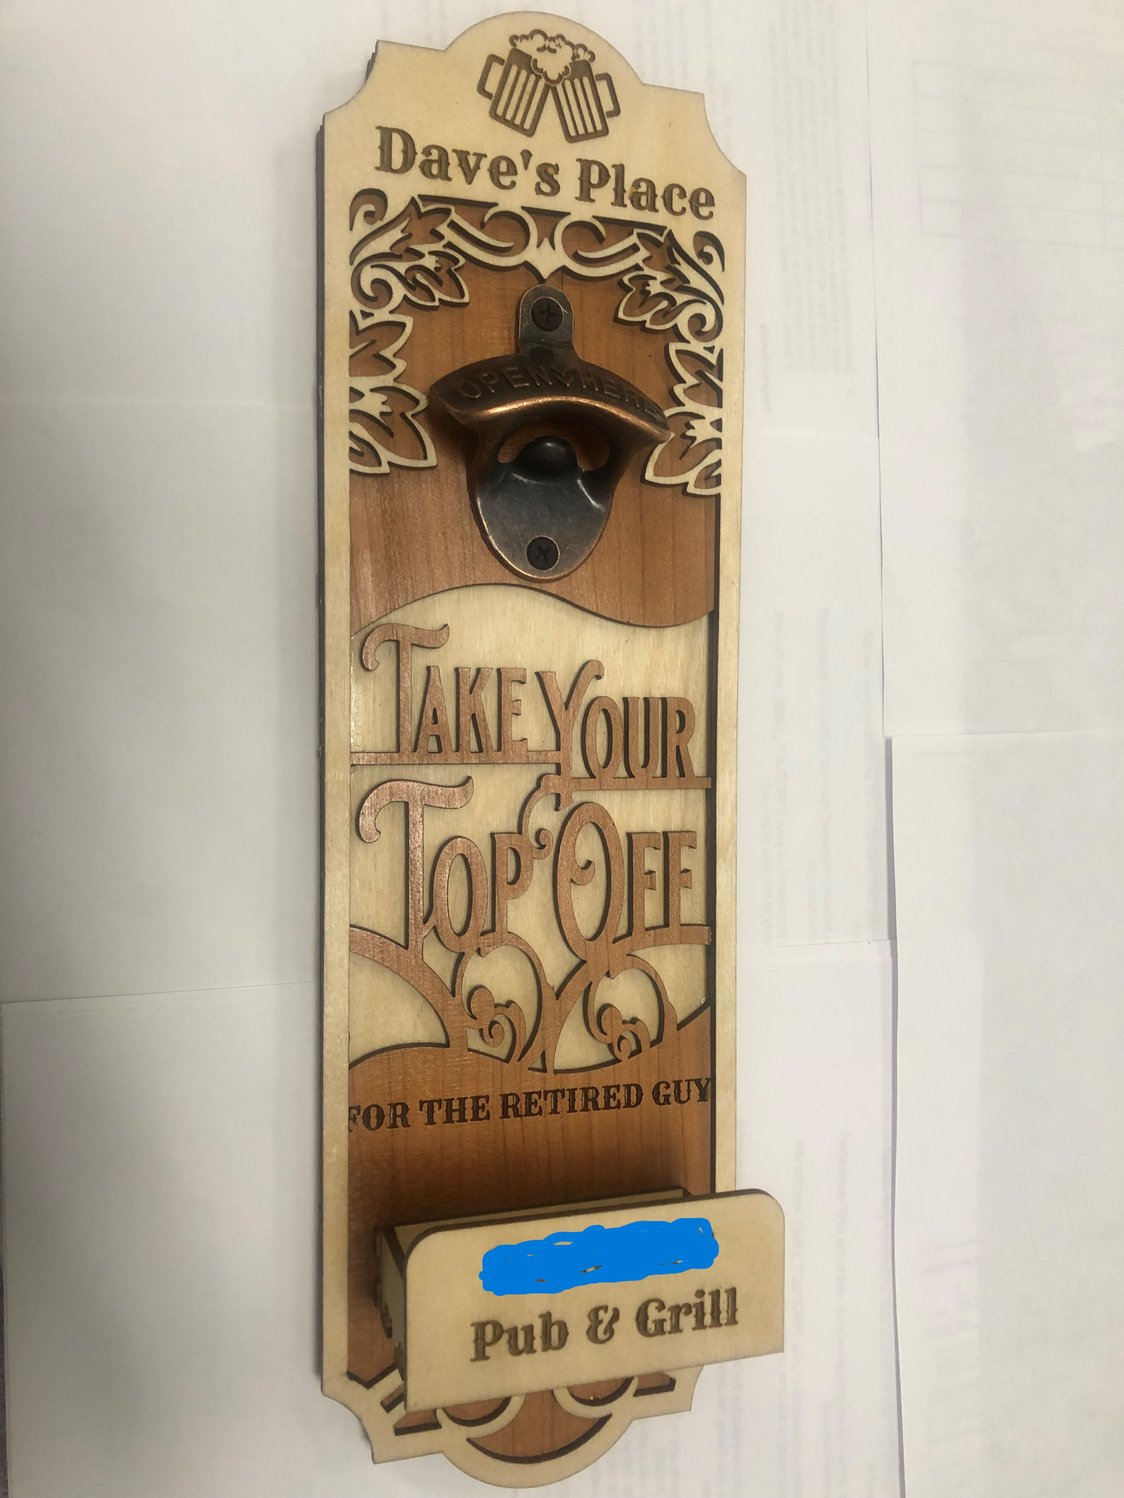 Dave's Place
OPEN HERE
TAKE YOUR
TOP OFF
FOR THE RETIRED GUY
Pub & Grill